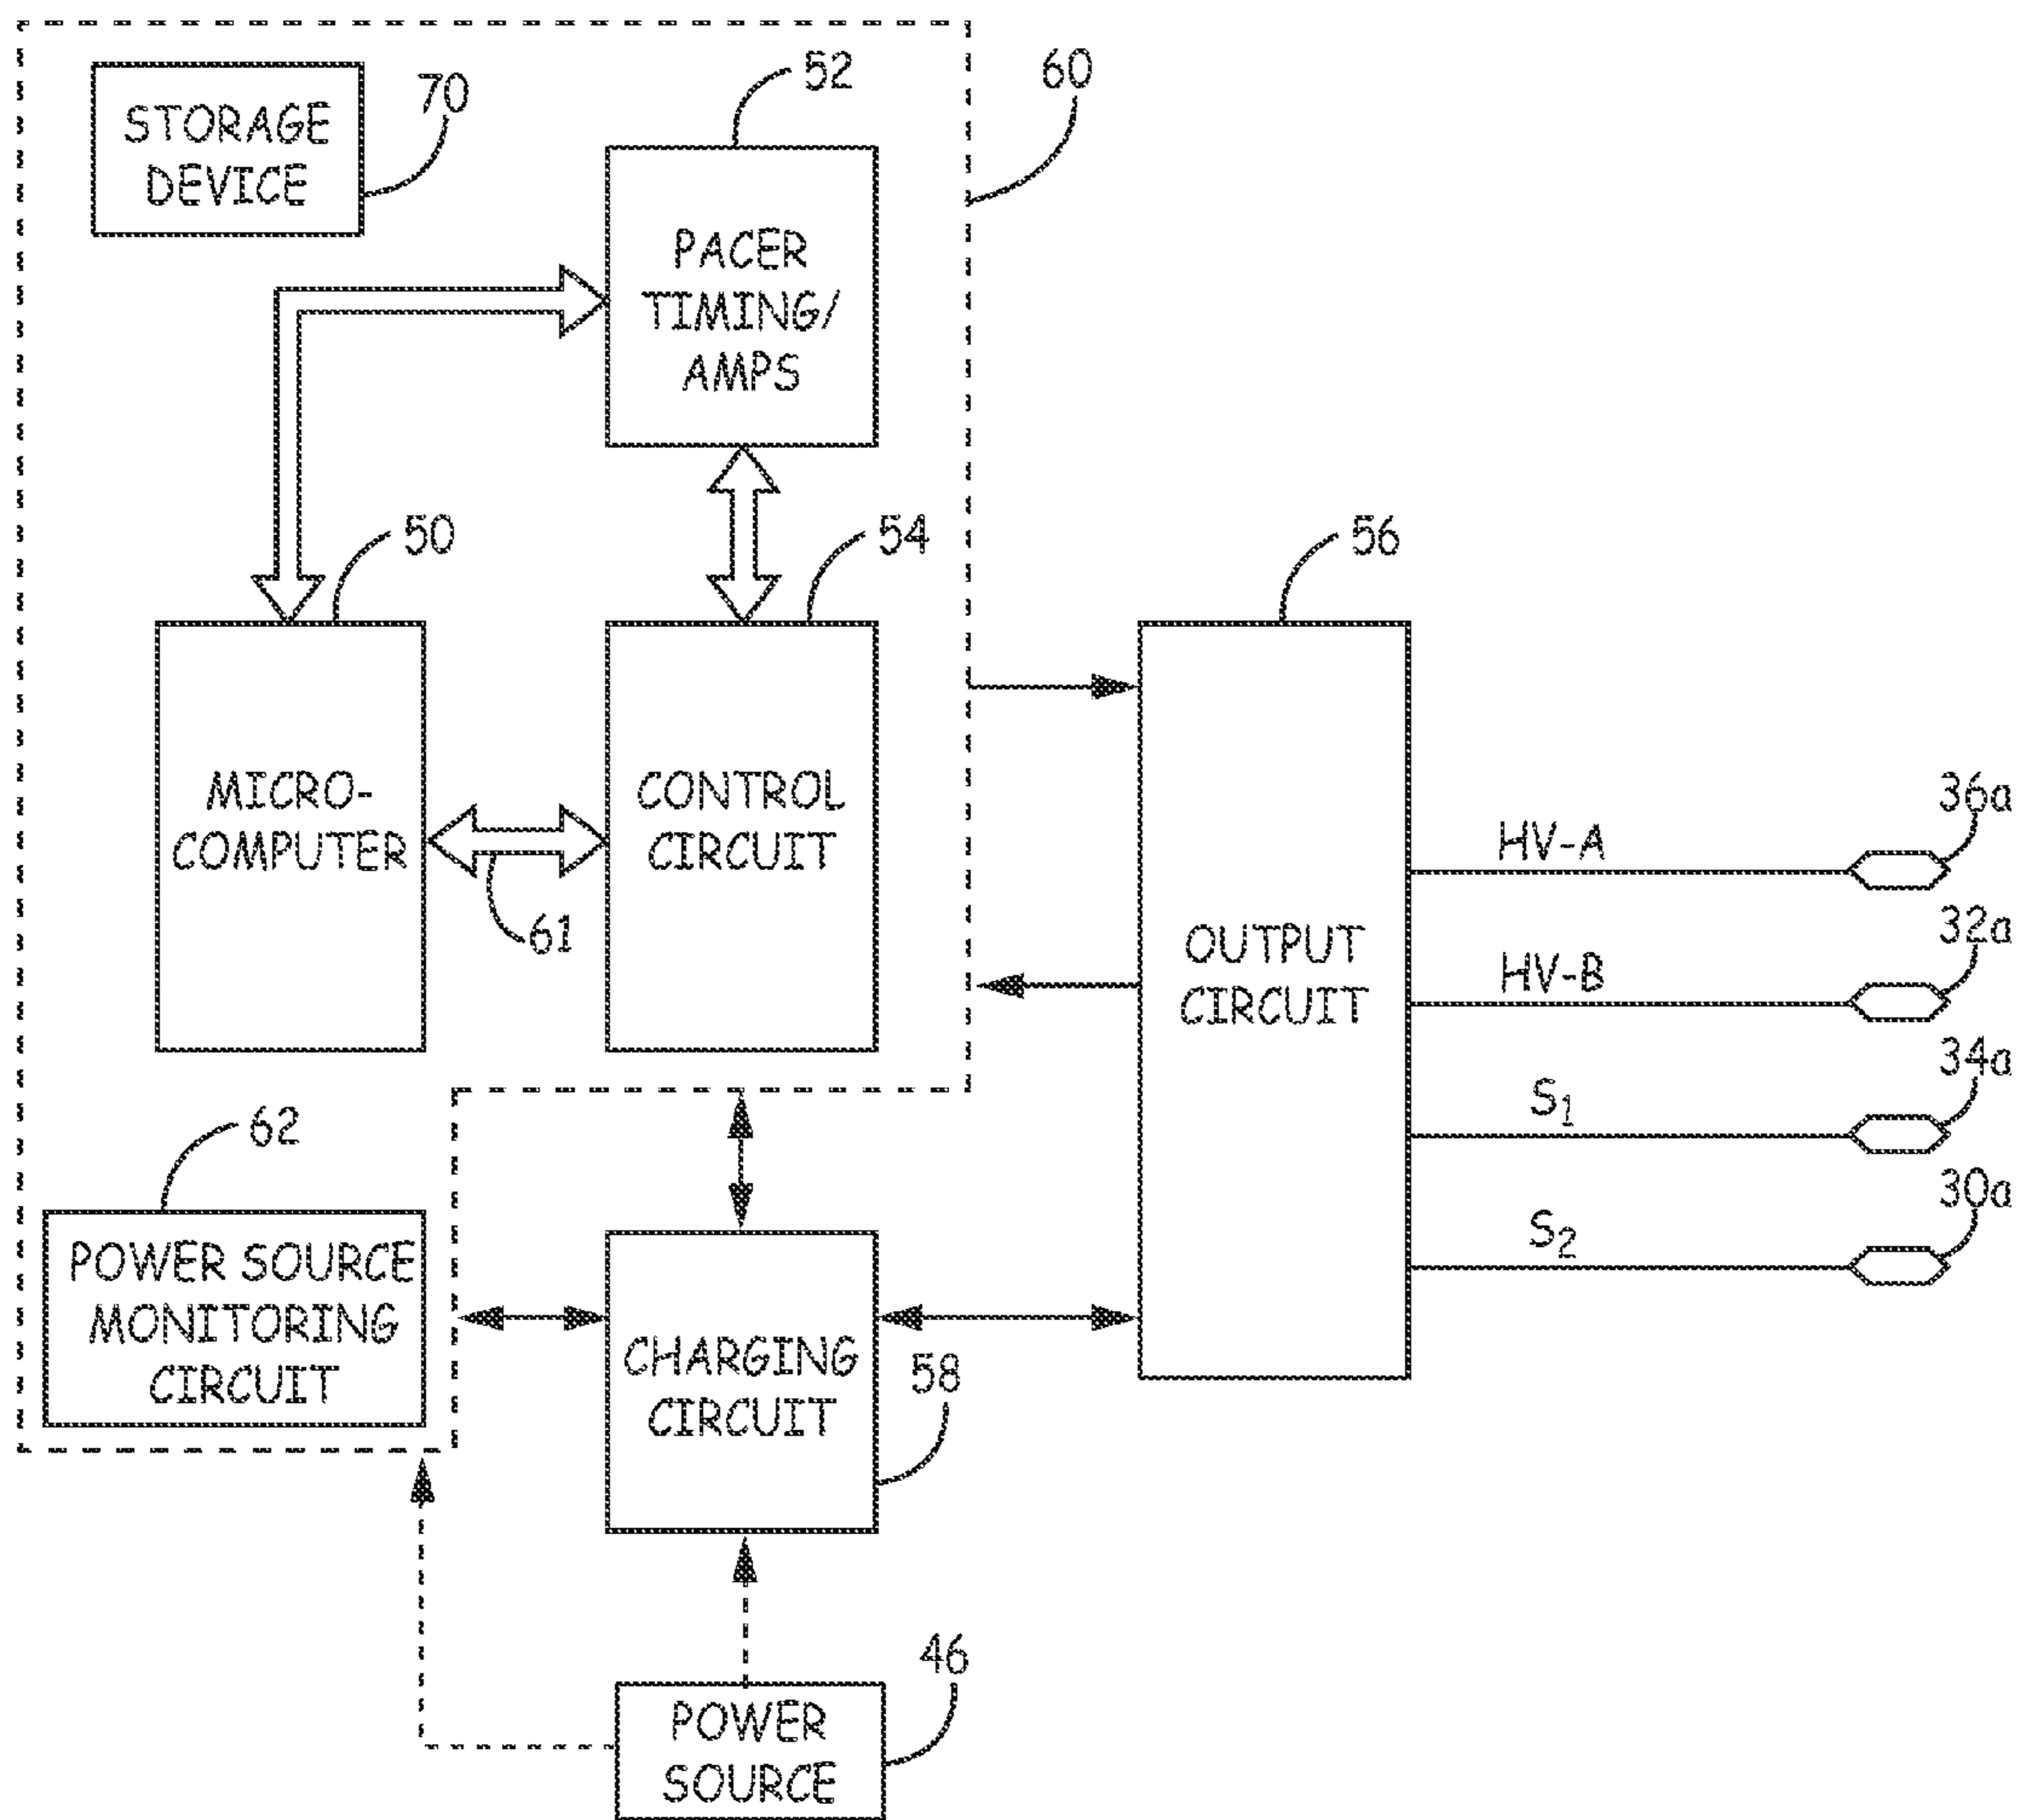 STORAGE
DEVICE
70
52
60
PACER
TIMING/
AMPS
50
54
56
MICRO-
COMPUTER
61
CONTROL
CIRCUIT
OUTPUT
CIRCUIT
HV-A
36a
HV-B
32a
S1
34a
S2
30a
62
POWER SOURCE
MONITORING
CIRCUIT
CHARGING
CIRCUIT
58
POWER
SOURCE
46